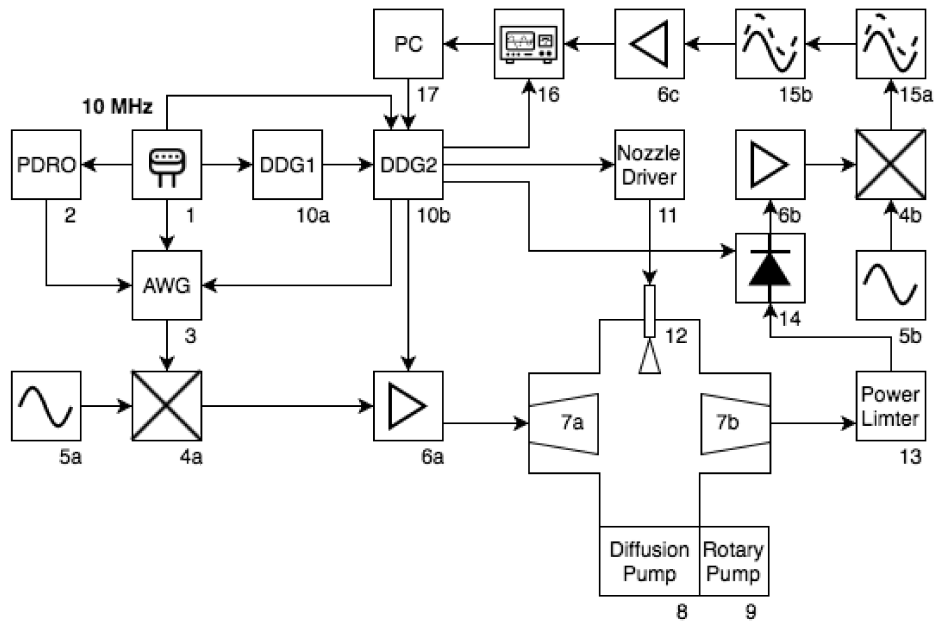 PC
17
16
6c
15b
15a
10 MHz
PDRO
2
1
DDG1
10a
DDG2
10b
Nozzle
Driver
11
6b
4b
AWG
3
12
14
5b
5a
4a
6a
7a
7b
Power
Limter
13
Diffusion
Pump
8
Rotary
Pump
9